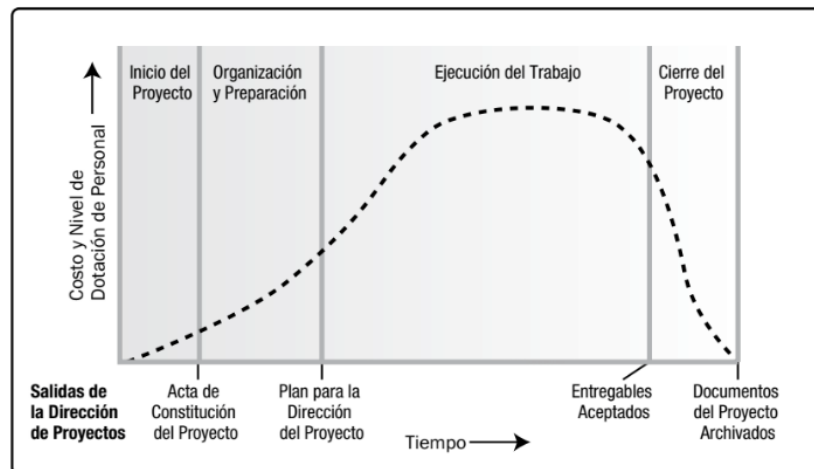 Inicio del
Proyecto
Organización
y Preparación
Ejecución del Trabajo
Cierre del
Proyecto
Costo y Nivel de
Dotación de Personal
Salidas de
la Dirección
de Proyectos
Acta de
Constitución
del Proyecto
Plan para la
Dirección
del Proyecto
Tiempo
Entregables
Aceptados
Documentos
del Proyecto
Archivados